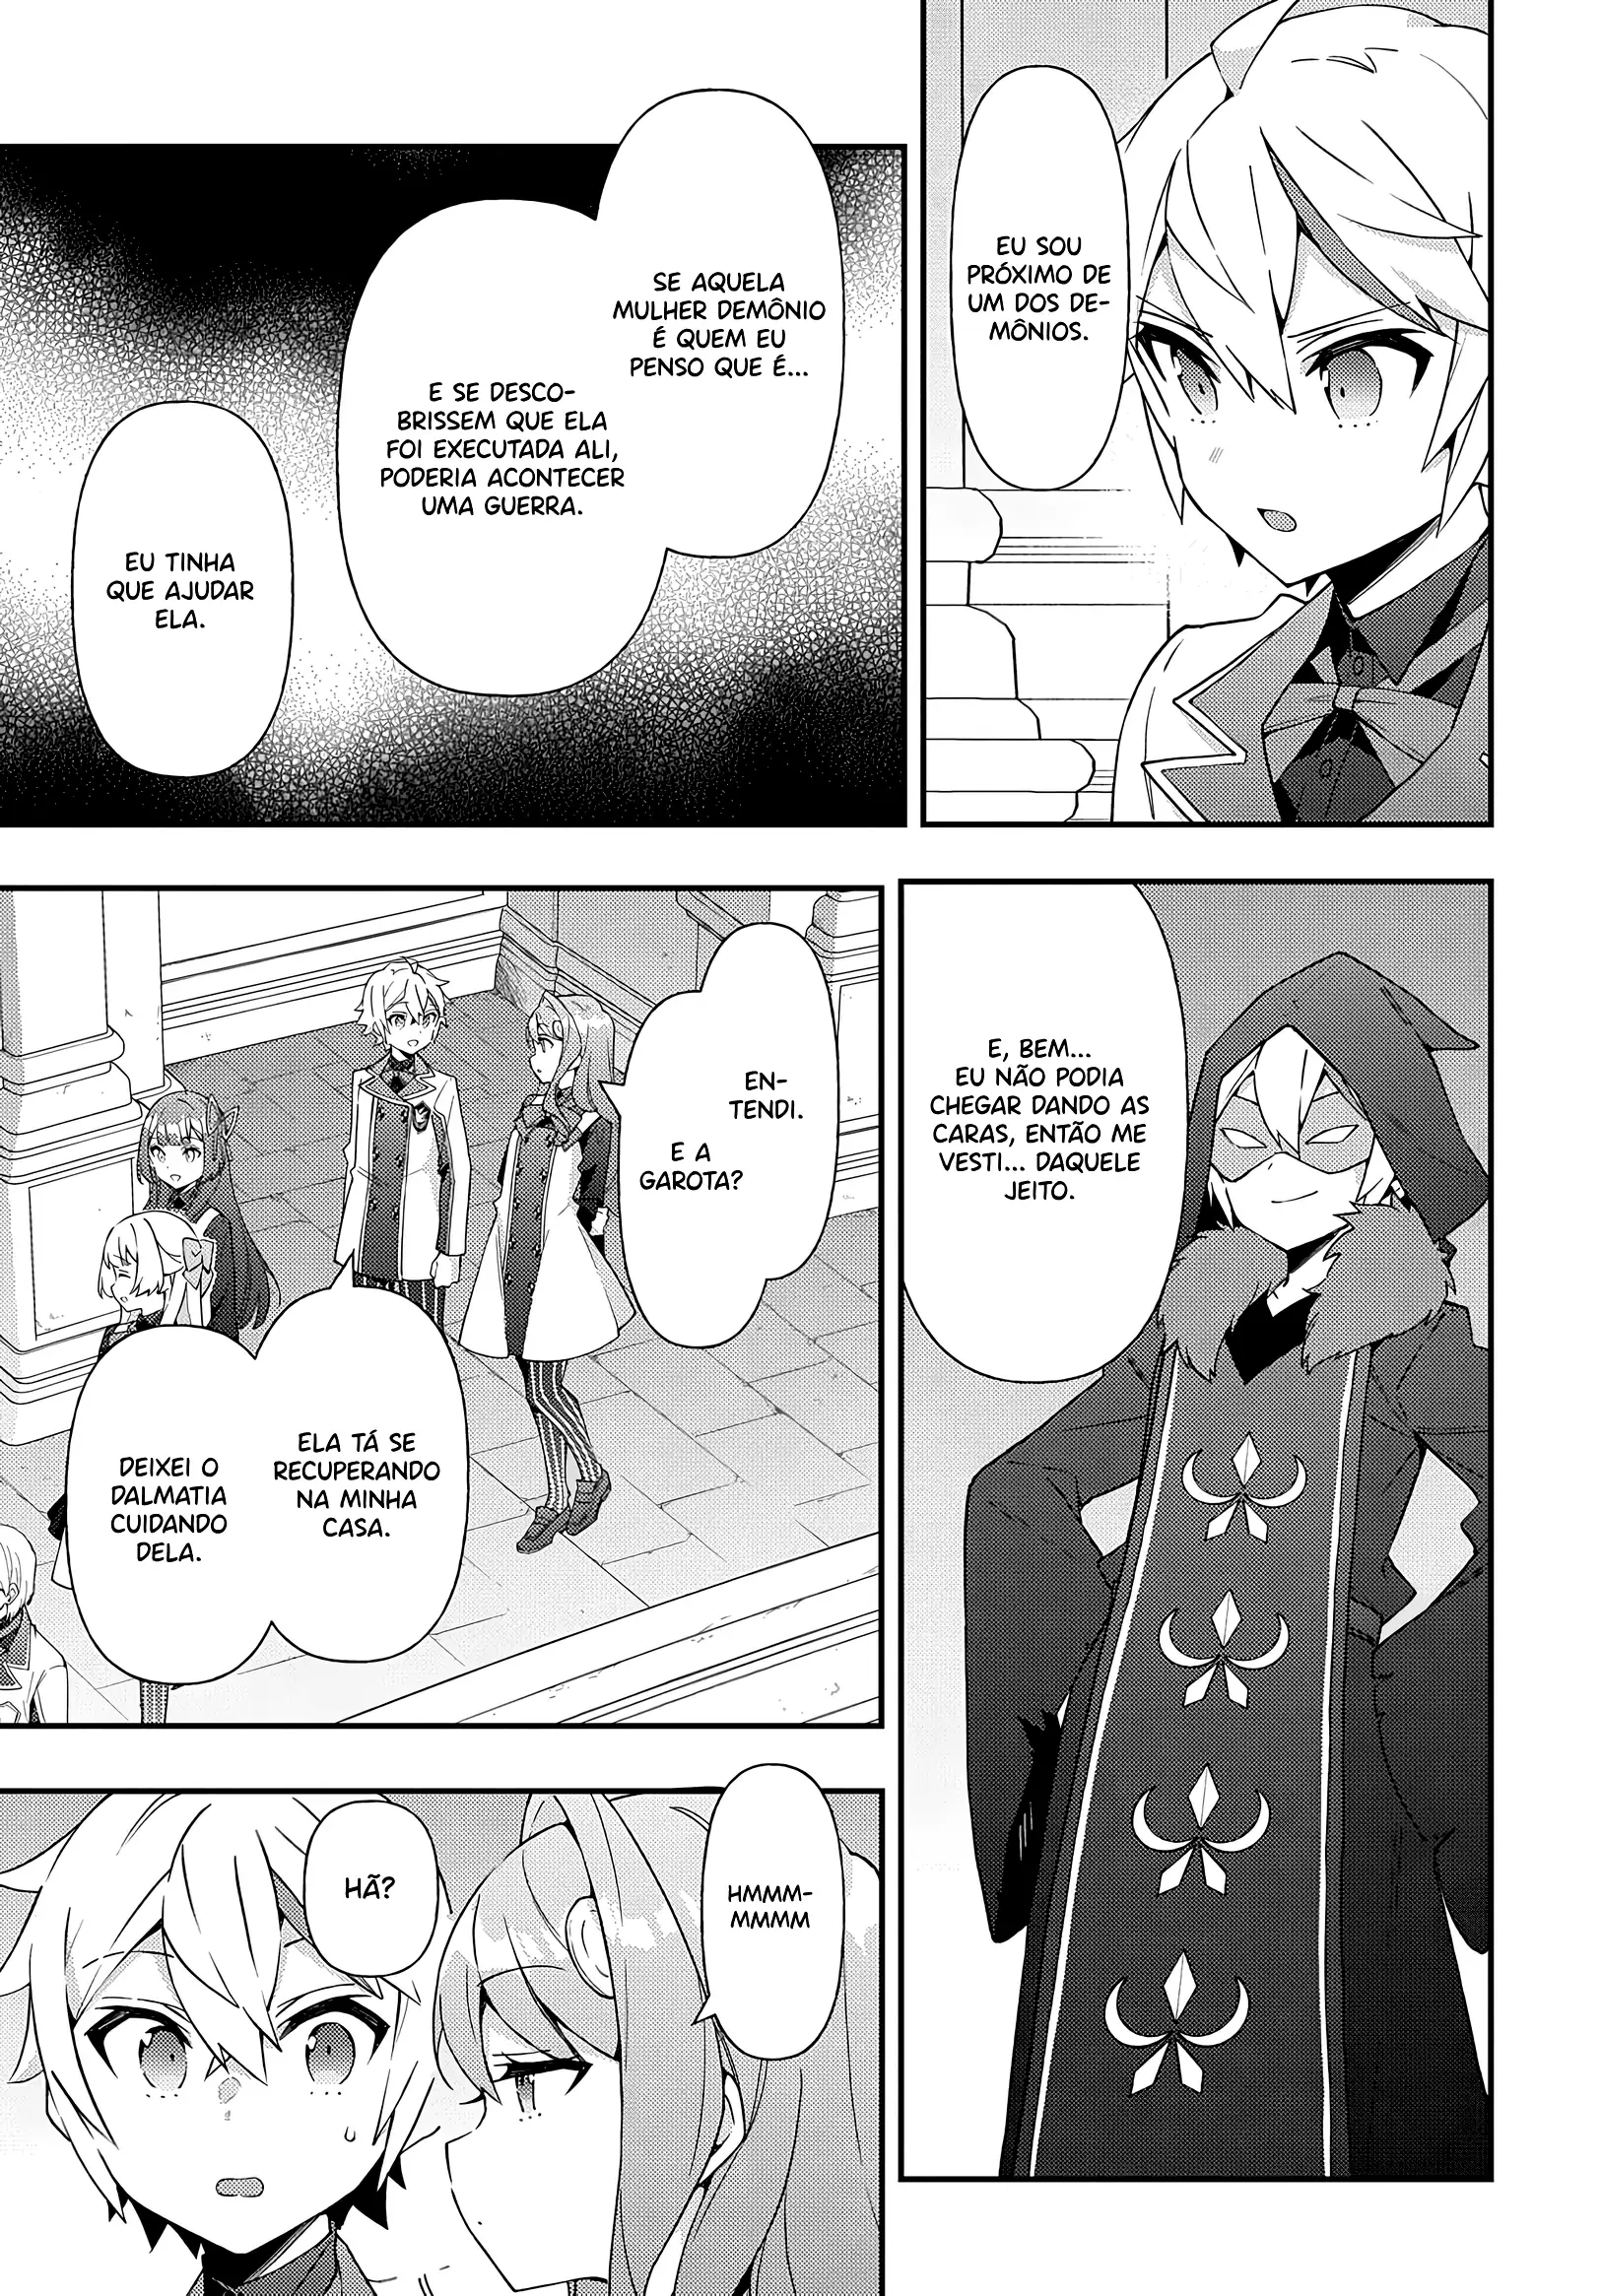 EU SOU
PRÓXIMO DE
UM DOS DE-
MÔNIOS.
SE AQUELA
MULHER DEMÔNIO
É QUEM EU
PENSO QUE É...
E SE DESCO-
BRISSEM QUE ELA
FOI EXECUTADA ALI,
PODERIA ACONTECER
UMA GUERRA.
EU TINHA
QUE AJUDAR
ELA.
E, BEM...
EU NÃO PODIA
CHEGAR DANDO AS
CARAS, ENTÃO ME
VESTI... DAQUELE
JEITO.
EN-
TENDI.
E A
GAROTA?
ELA TÁ SE
RECUPERANDO
NA MINHA
CASA.
DEIXEI O
DALMATIA
CUIDANDO
DELA.
HMMM-
MMMM
HÃ?